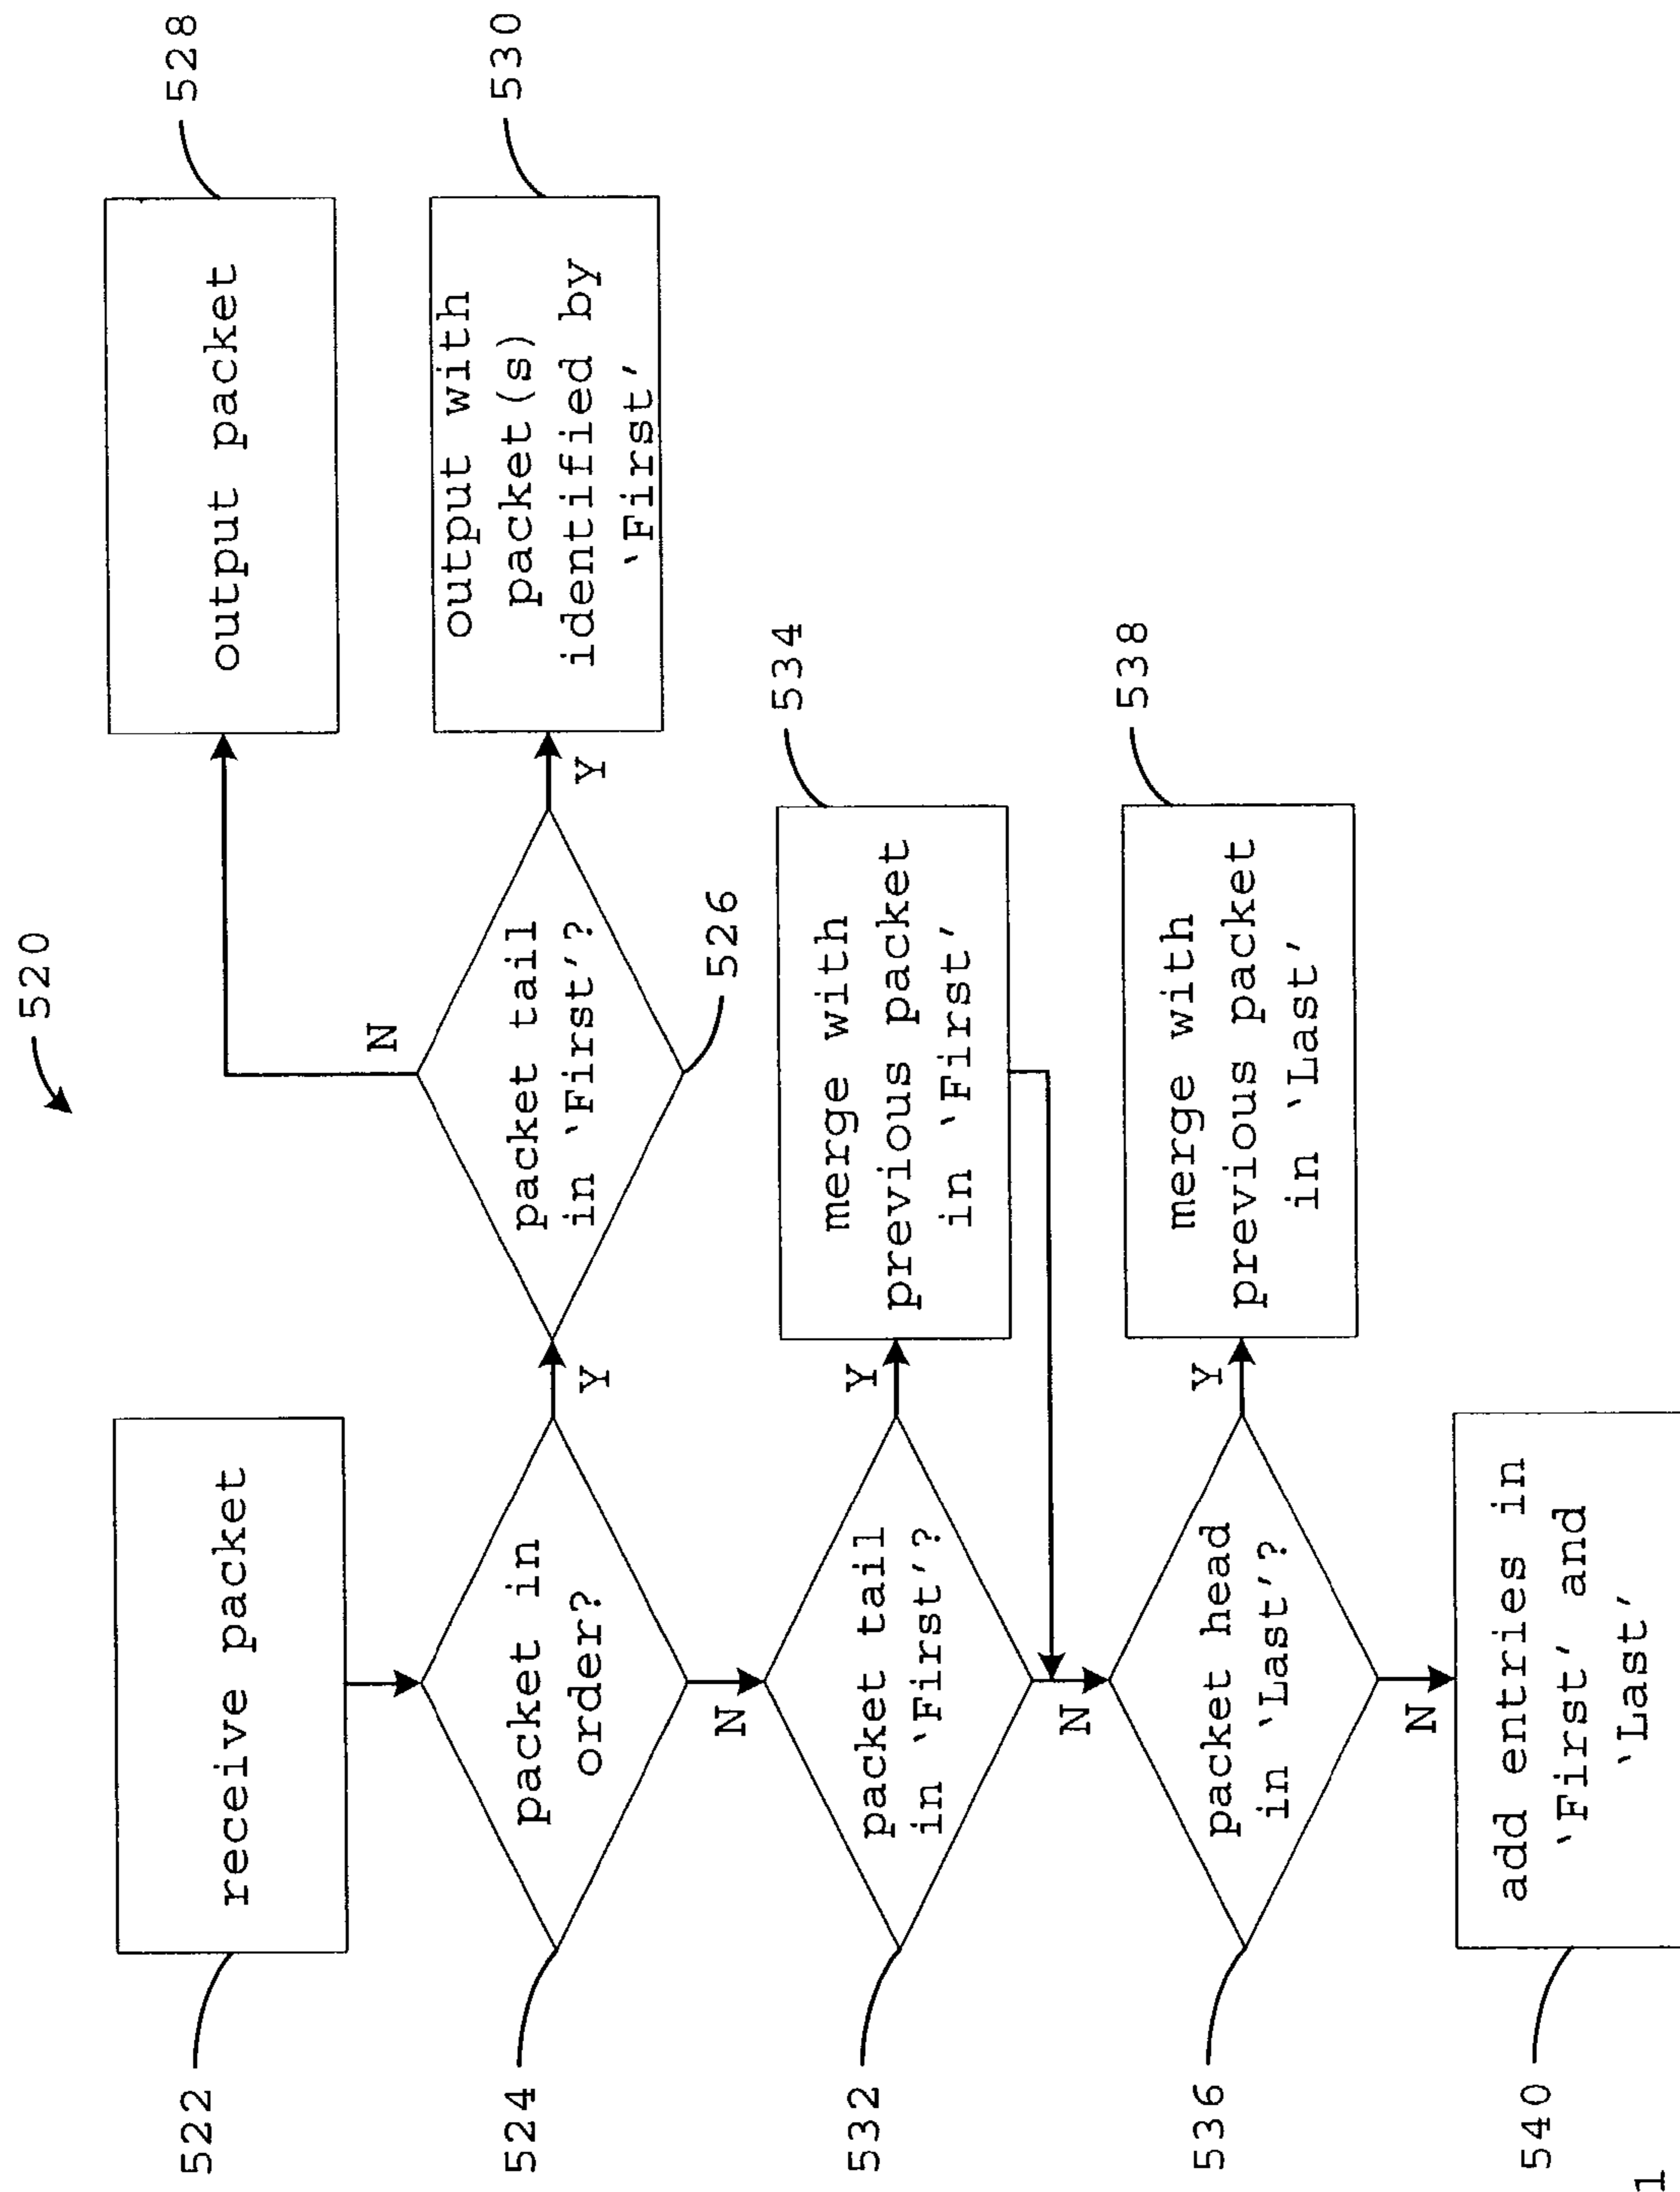 520
522
receive packet
524
packet in
order?
Y
N
packet tail
in ‘First’?
526
N
Y
output packet
528
output with
packet(s)
identified by
‘First’
530
532
packet tail
in ‘First’?
Y
N
merge with
previous packet
in ‘First’
534
536
packet head
in ‘Last’?
Y
N
merge with
previous packet
in ‘Last’
538
540
add entries in
‘First’ and
‘Last’
1